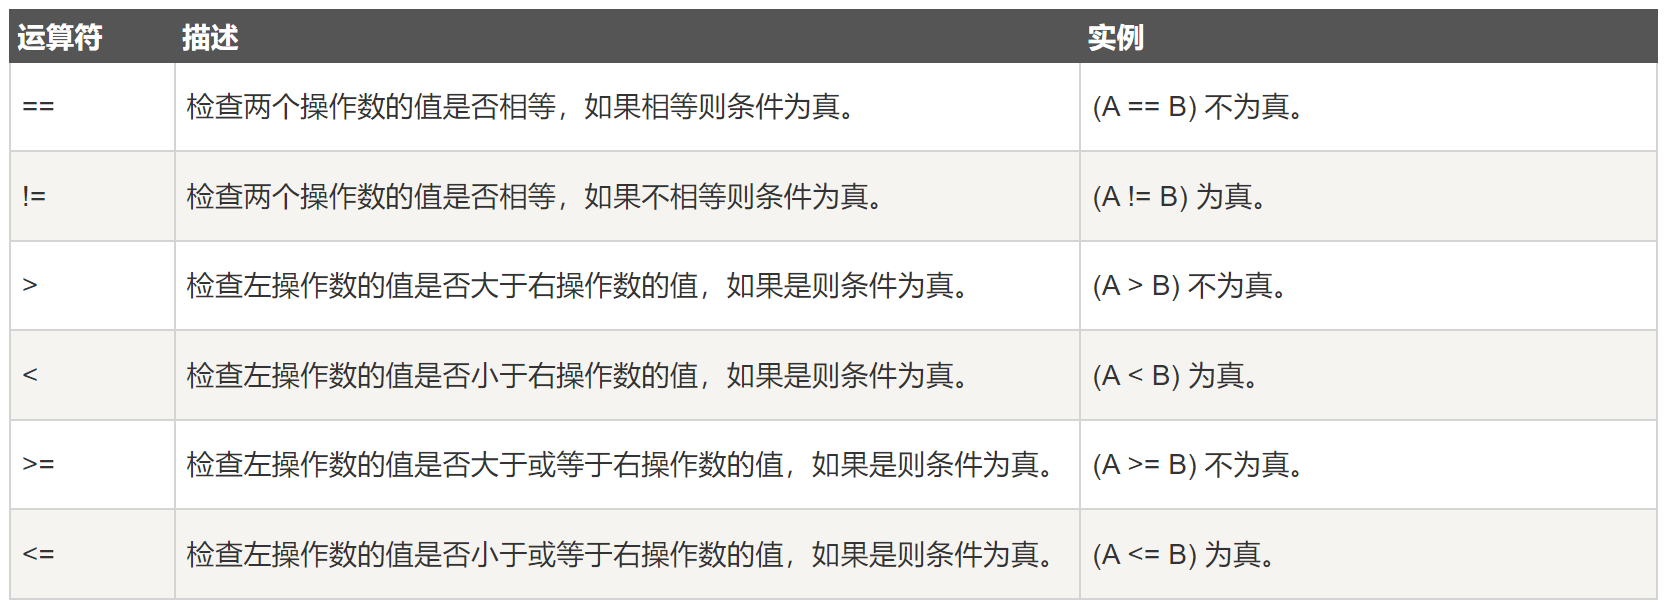 运算符 描述 实例
== 检查两个操作数的值是否相等，如果相等则条件为真。 (A == B) 不为真。
!= 检查两个操作数的值是否相等，如果不相等则条件为真。 (A != B) 为真。
> 检查左操作数的值是否大于右操作数的值，如果是则条件为真。 (A > B) 不为真。
< 检查左操作数的值是否小于右操作数的值，如果是则条件为真。 (A < B) 为真。
>= 检查左操作数的值是否大于或等于右操作数的值，如果是则条件为真。 (A >= B) 不为真。
<= 检查左操作数的值是否小于或等于右操作数的值，如果是则条件为真。 (A <= B) 为真。